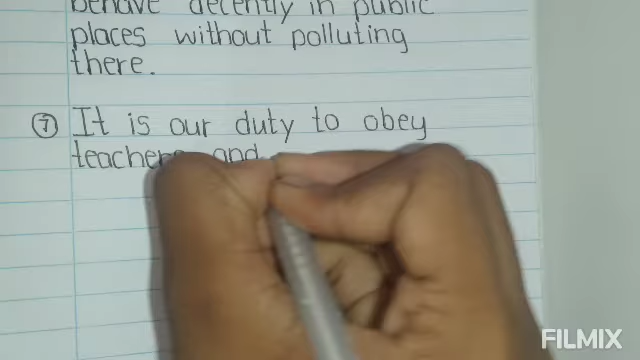 behave decently in public
places without polluting
there.
7 It is our duty to obey
teachers and
FILMIX